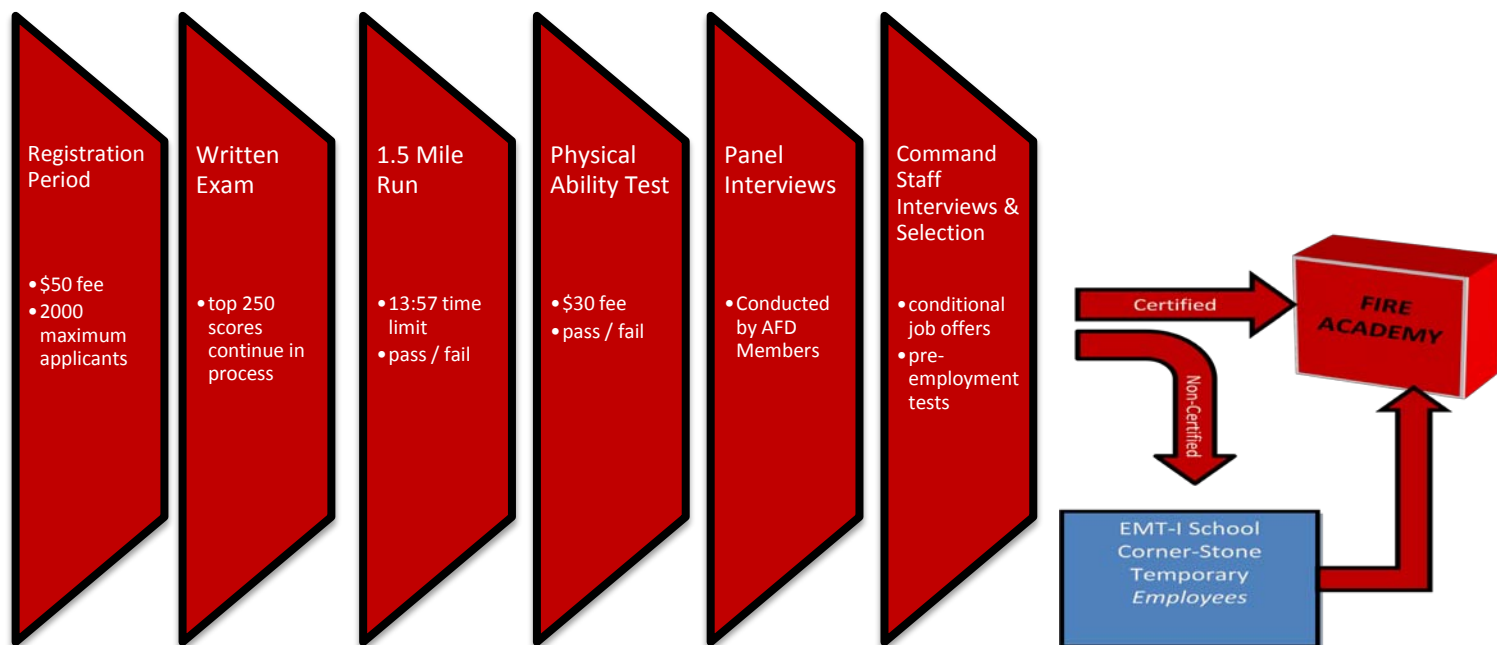 Registration
Period
•$50 fee
•2000
maximum
applicants
Written
Exam
•top 250
scores
continue in
process
1.5 Mile
Run
•13:57 time
limit
•pass / fail
Physical
Ability Test
•$30 fee
•pass / fail
Panel
Interviews
•Conducted
by AFD
Members
Command
Staff
Interviews &
Selection
•conditional
job offers
•pre-
employment
tests
Certified
Non-Certified
FIRE
ACADEMY
EMT-I School
Corner-Stone
Temporary
Employees